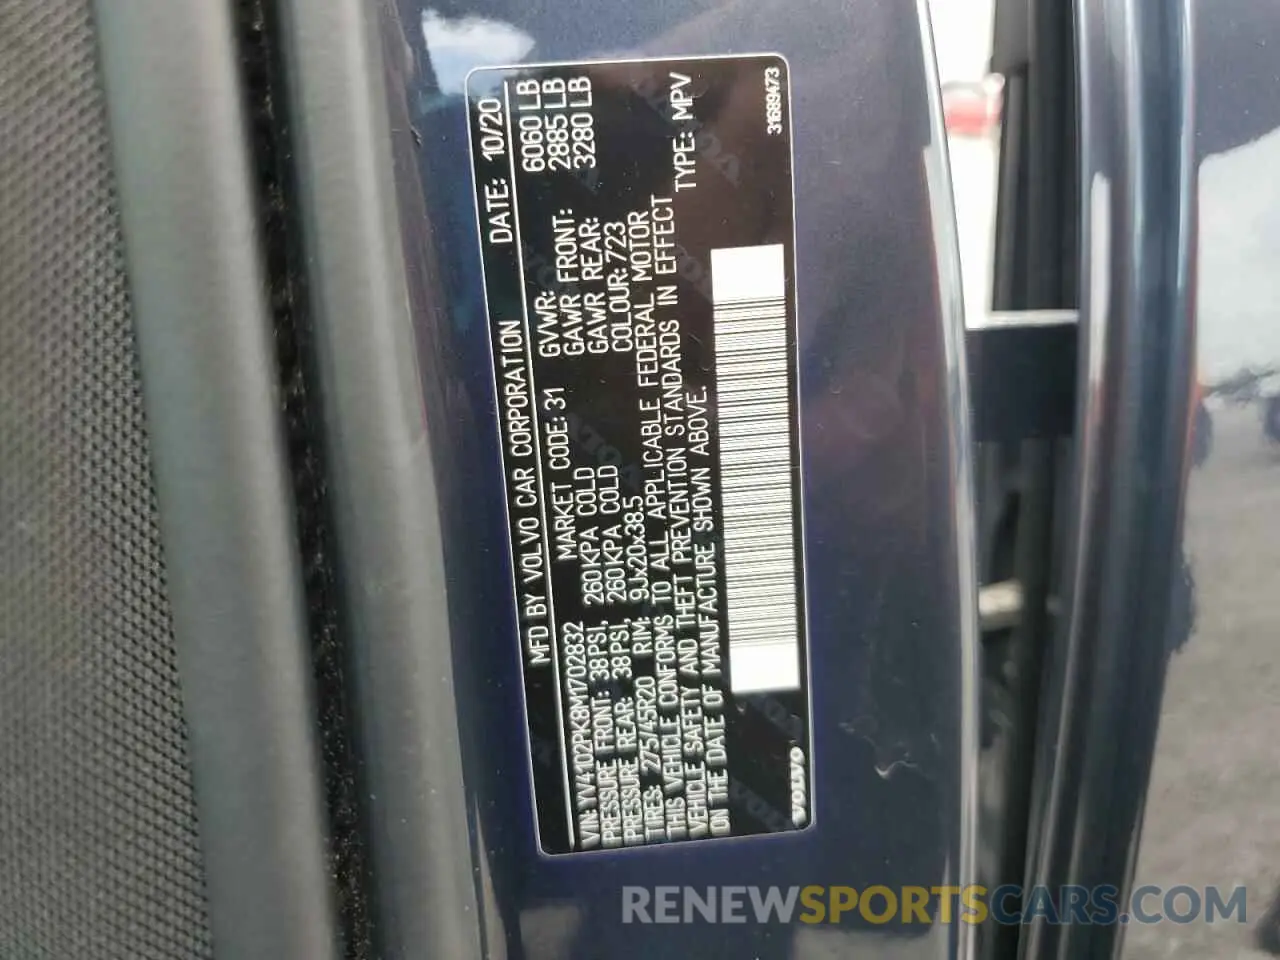 MFD BY VOLVO CAR CORPORATION DATE: 10/20
VIN: YV4102PK8M1702832 MARKET CODE: 31 GVWR: 6060 LB
PRESSURE FRONT: 38PSI, 260KPA COLD GAWR FRONT: 2885 LB
PRESSURE REAR: 38PSI, 260KPA COLD GAWR REAR: 3280 LB
TIRES: 275/45R20 RIM: 9Jx20x38.5 COLOUR: 723
THIS VEHICLE CONFORMS TO ALL APPLICABLE FEDERAL MOTOR
VEHICLE SAFETY AND THEFT PREVENTION STANDARDS IN EFFECT
ON THE DATE OF MANUFACTURE SHOWN ABOVE. TYPE: MPV
VOLVO 31689473
RENEWSPORTSCARS.COM